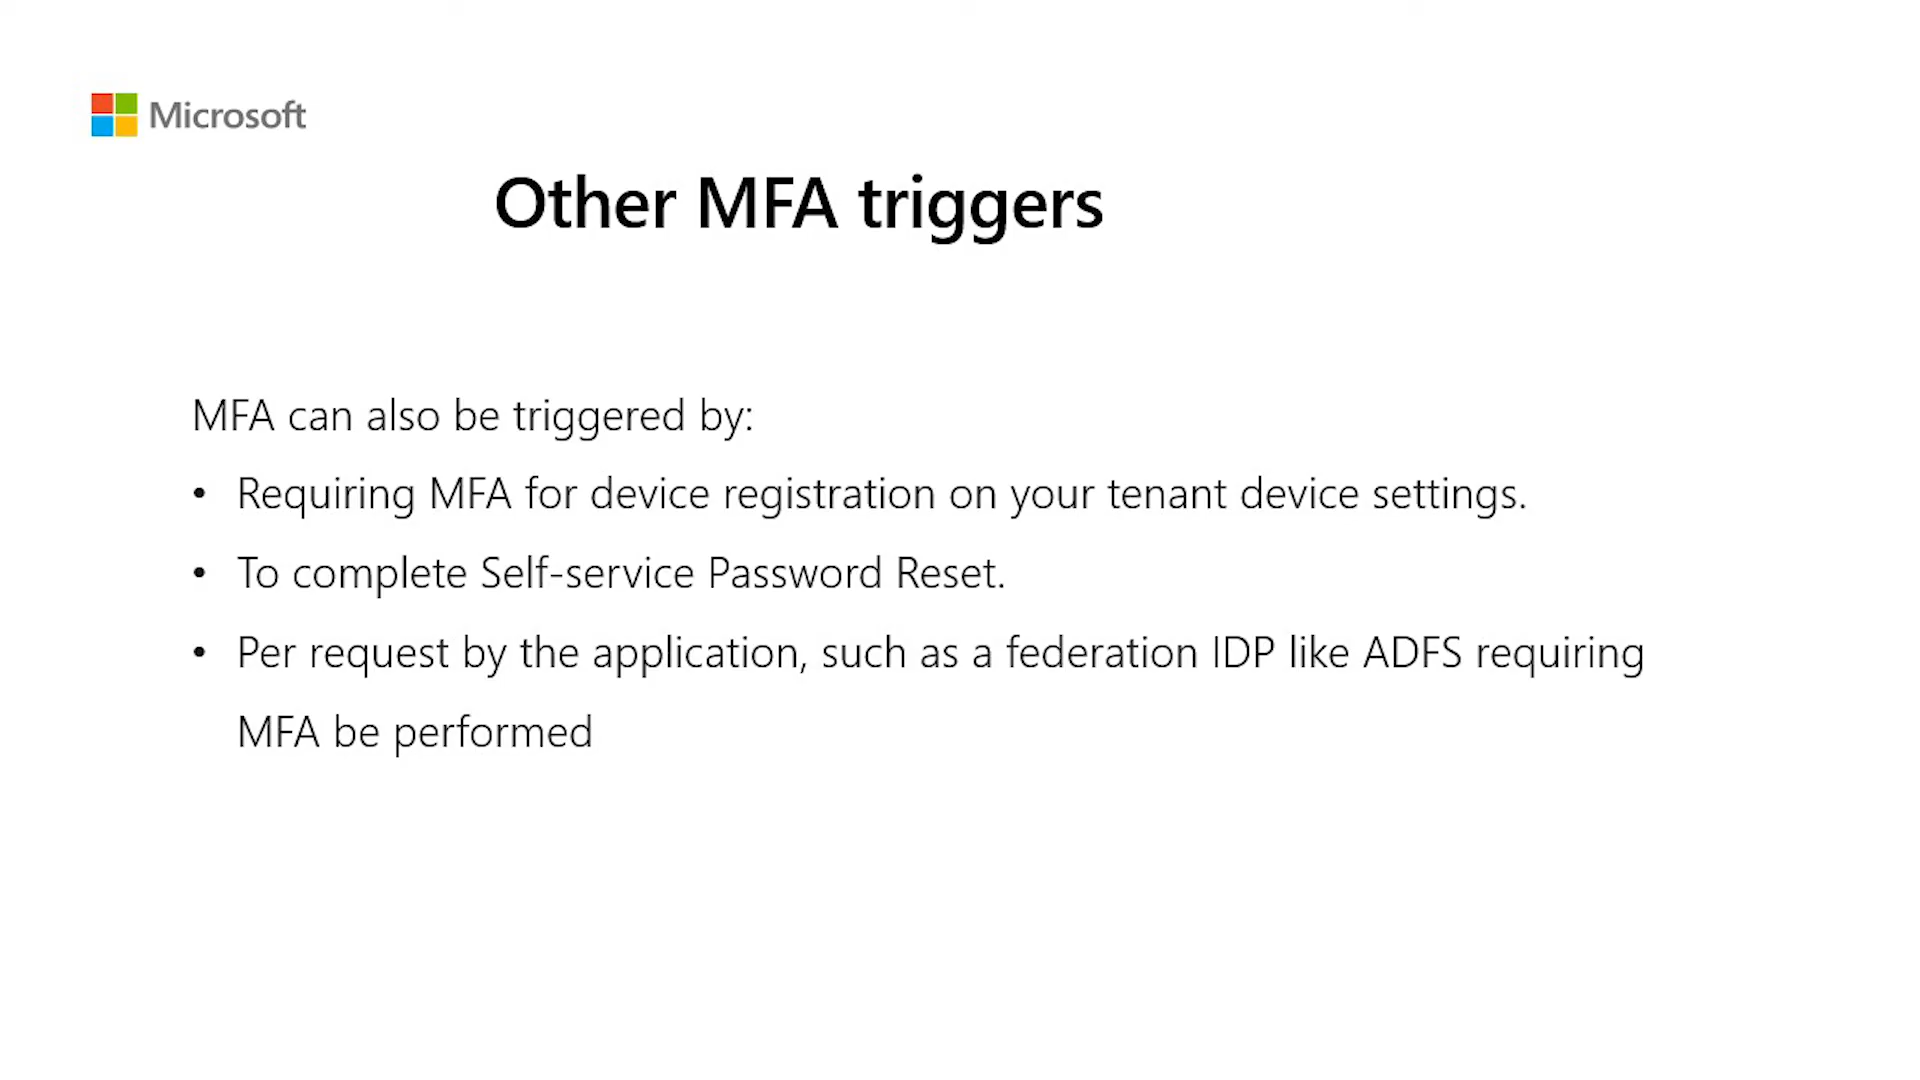 Microsoft
Other MFA triggers
MFA can also be triggered by:
• Requiring MFA for device registration on your tenant device settings.
• To complete Self-service Password Reset.
• Per request by the application, such as a federation IDP like ADFS requiring
MFA be performed